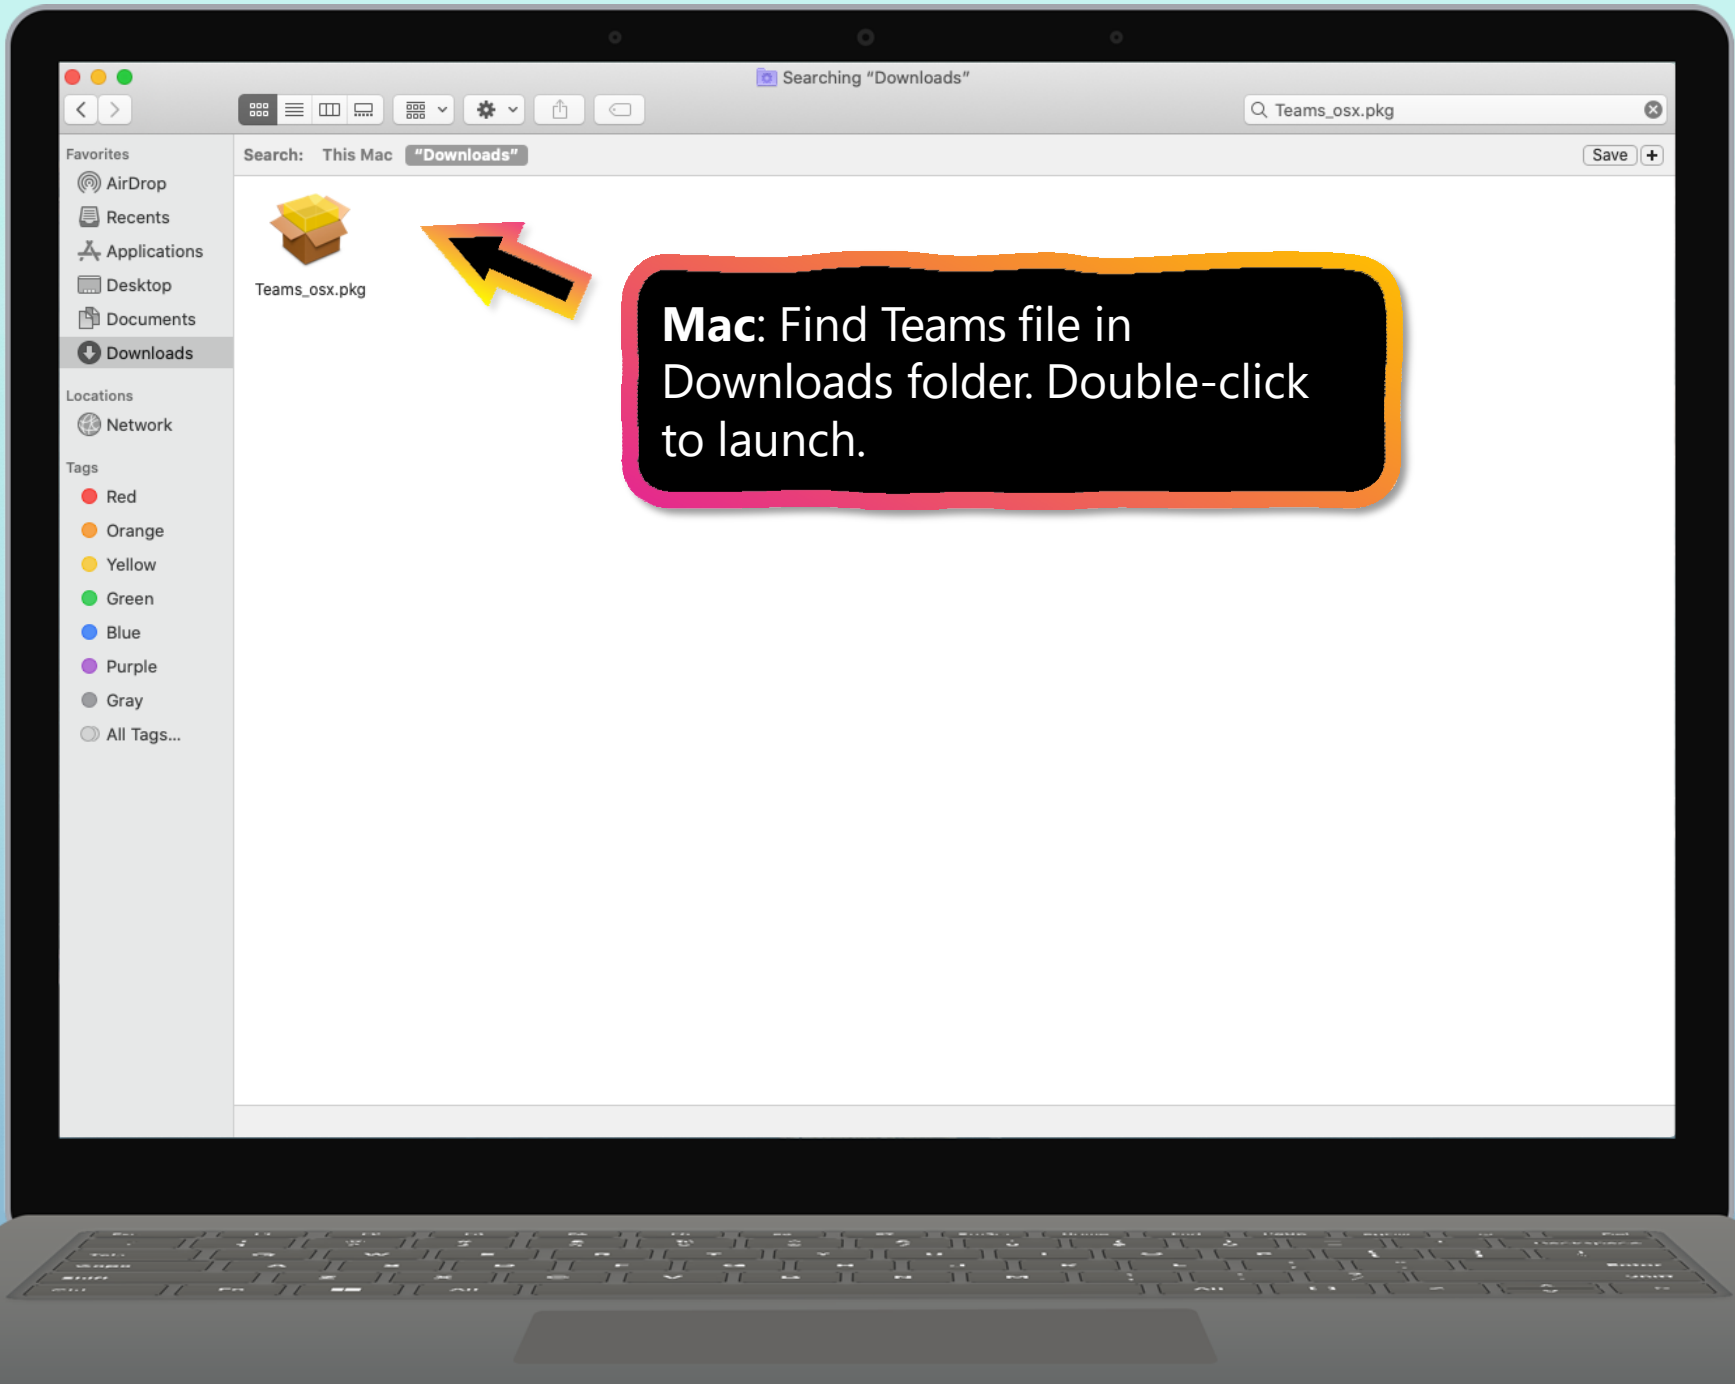 Searching “Downloads”
Teams_osx.pkg
Favorites
AirDrop
Recents
Applications
Desktop
Documents
Downloads
Locations
Network
Tags
Red
Orange
Yellow
Green
Blue
Purple
Gray
All Tags...
Search: This Mac “Downloads” Save +
Teams_osx.pkg
Mac: Find Teams file in
Downloads folder. Double-click
to launch.